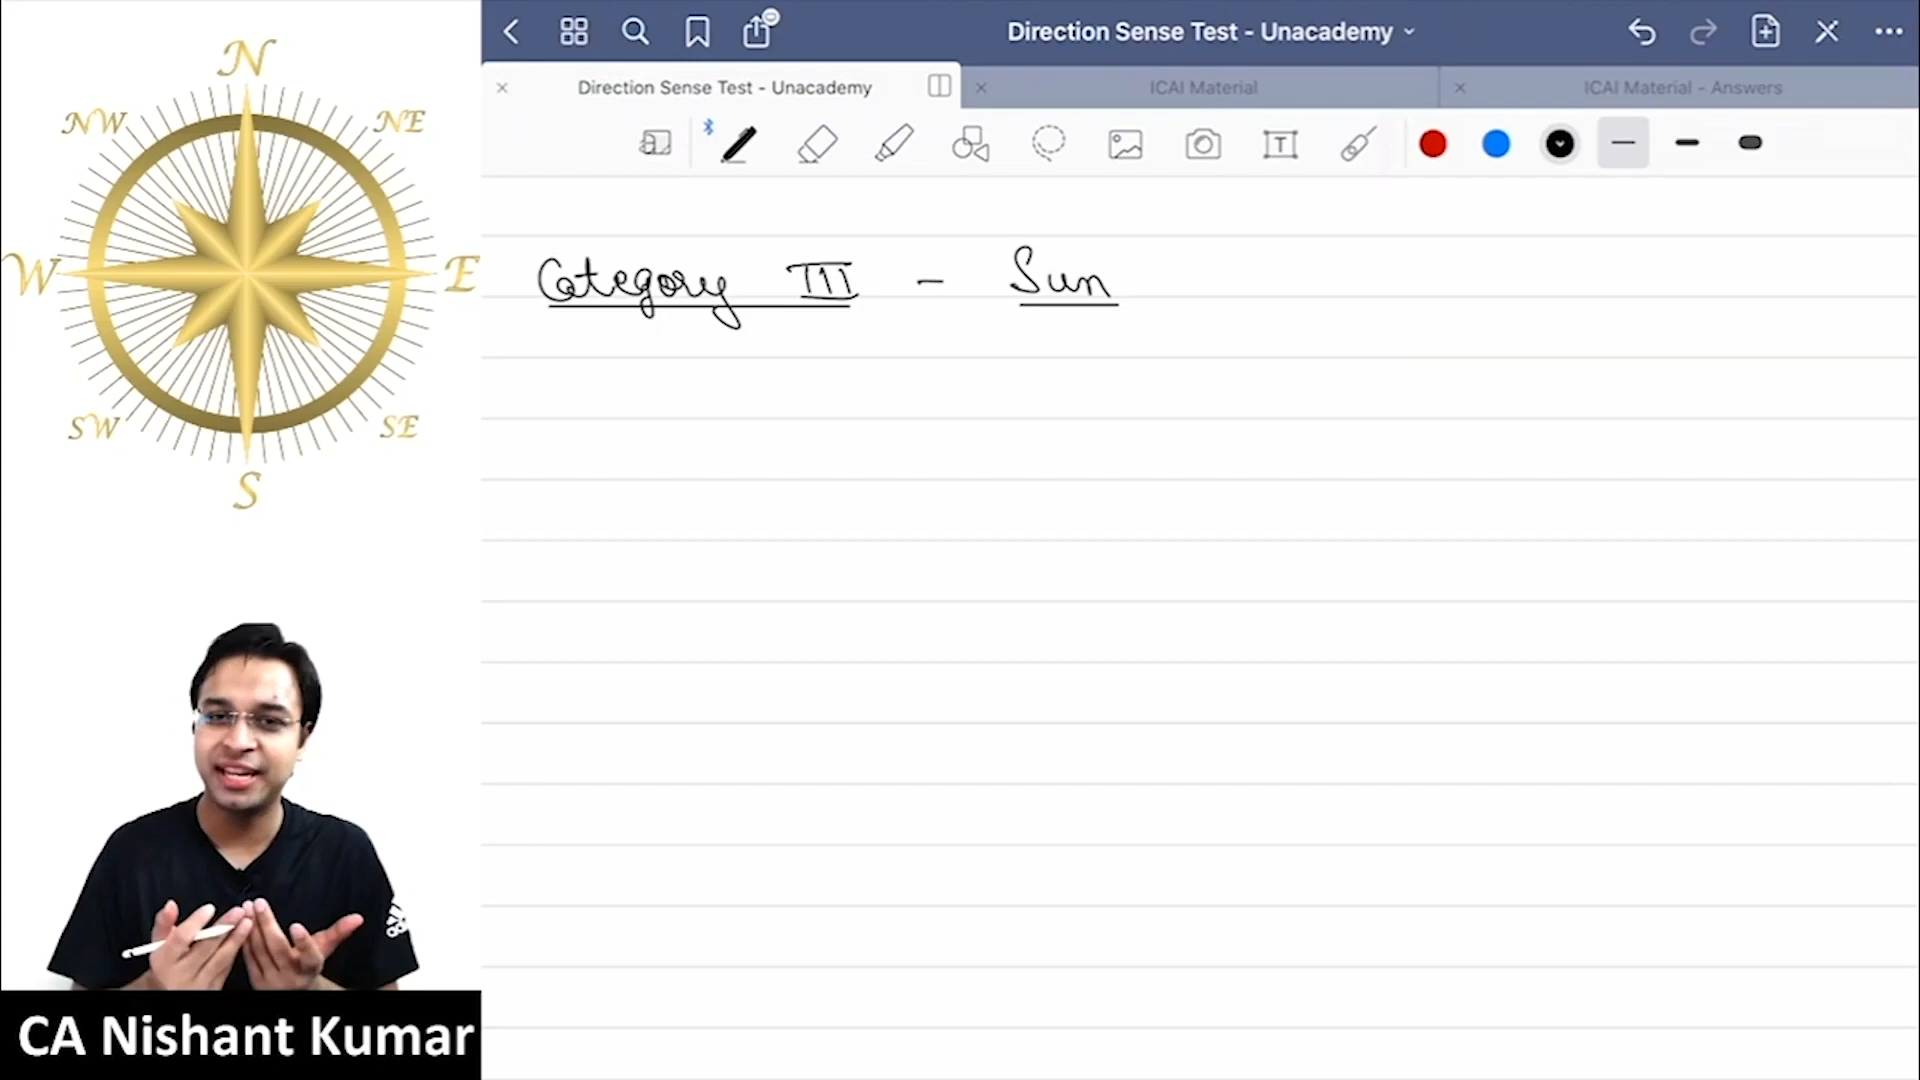 N
NW
NE
W
E
SW
SE
S
CA Nishant Kumar
Direction Sense Test - Unacademy
Direction Sense Test - Unacademy
ICAI Material
ICAI Material - Answers
T
Category III - Sun